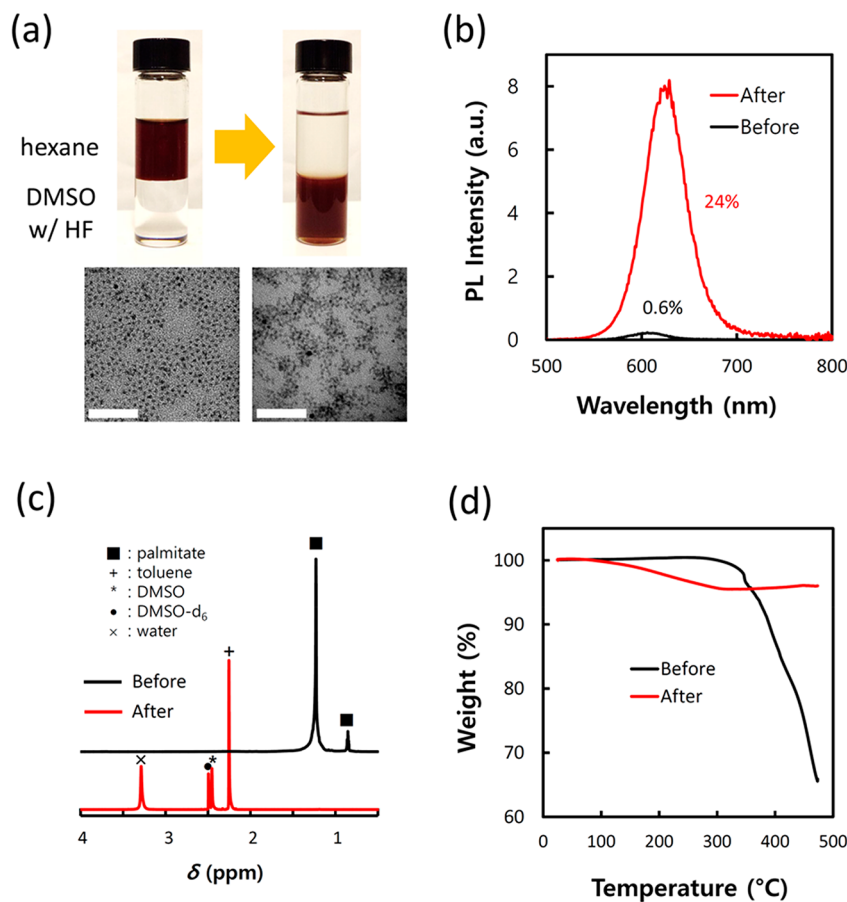 (a)
hexane
DMSO
w/ HF
(b)
PL Intensity (a.u.)
8
6
4
2
0
After
Before
24%
0.6%
500
600
700
800
Wavelength (nm)
(c)
■ : palmitate
+ : toluene
* : DMSO
● : DMSO-d6
× : water
Before
After
+
×
*
4
3
2
1
δ (ppm)
(d)
Weight (%)
100
90
80
70
60
Before
After
0
100
200
300
400
500
Temperature (°C)